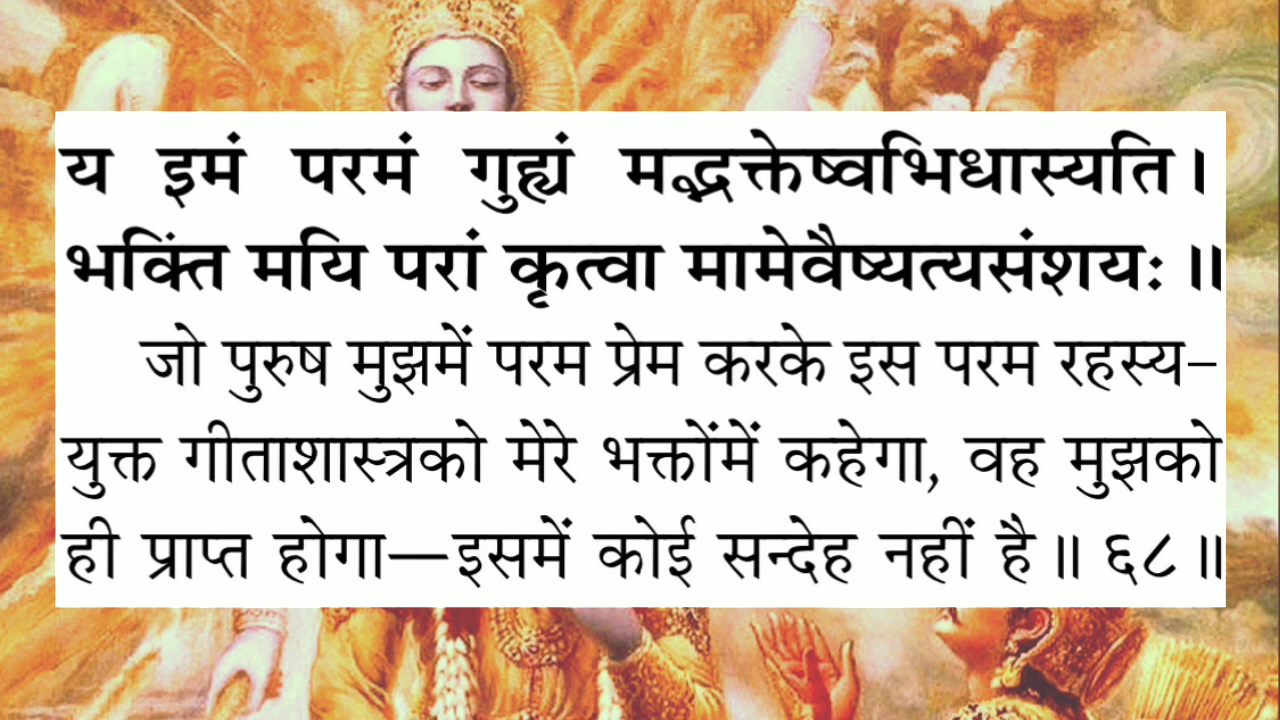 य इमं परमं गुह्यं मद्भक्तेष्वभिधास्यति।
भक्तिं मयि परां कृत्वा मामेवैष्यत्यसंशयः॥
जो पुरुष मुझमें परम प्रेम करके इस परम रहस्य-
युक्त गीताशास्त्रको मेरे भक्तोंमें कहेगा, वह मुझको
ही प्राप्त होगा—इसमें कोई सन्देह नहीं है॥ ६८॥